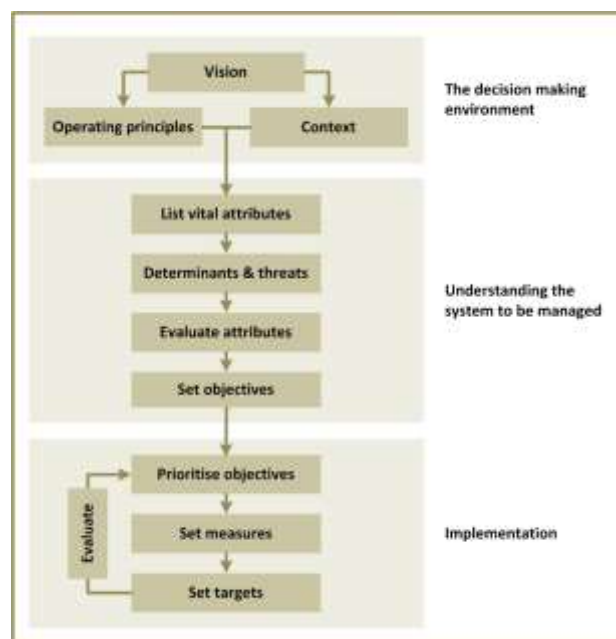 Vision
Operating principles
Context
The decision making
environment
List vital attributes
Determinants & threats
Evaluate attributes
Set objectives
Understanding the
system to be managed
Prioritise objectives
Set measures
Set targets
Evaluate
Implementation